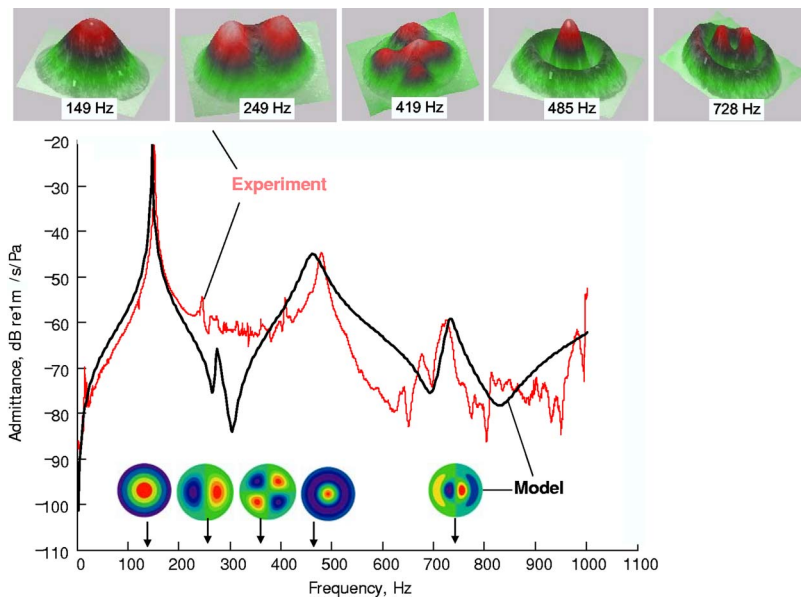 149 Hz
249 Hz
419 Hz
485 Hz
728 Hz
Experiment
Admittance, dB re1m /s/Pa
−20
−30
−40
−50
−60
−70
−80
−90
−100
−110
Model
0
100
200
300
400
500
600
700
800
900
1000
1100
Frequency, Hz